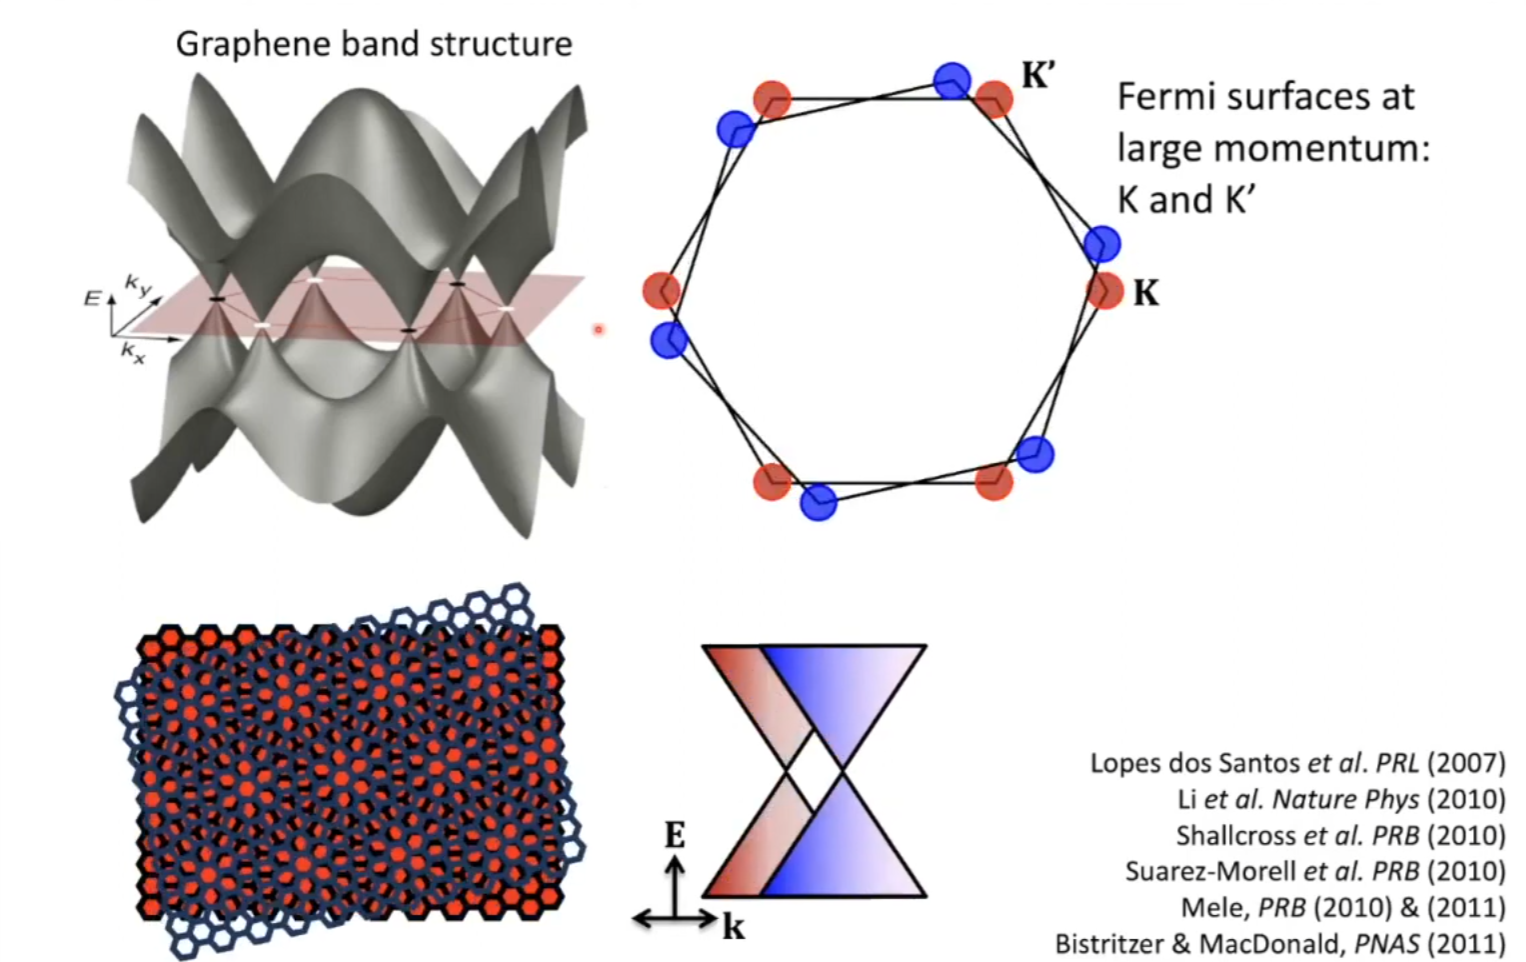 Graphene band structure
K’
Fermi surfaces at
large momentum:
K and K’
K
E
ky
kx
E
k
Lopes dos Santos et al. PRL (2007)
Li et al. Nature Phys (2010)
Shallcross et al. PRB (2010)
Suarez-Morell et al. PRB (2010)
Mele, PRB (2010) & (2011)
Bistritzer & MacDonald, PNAS (2011)